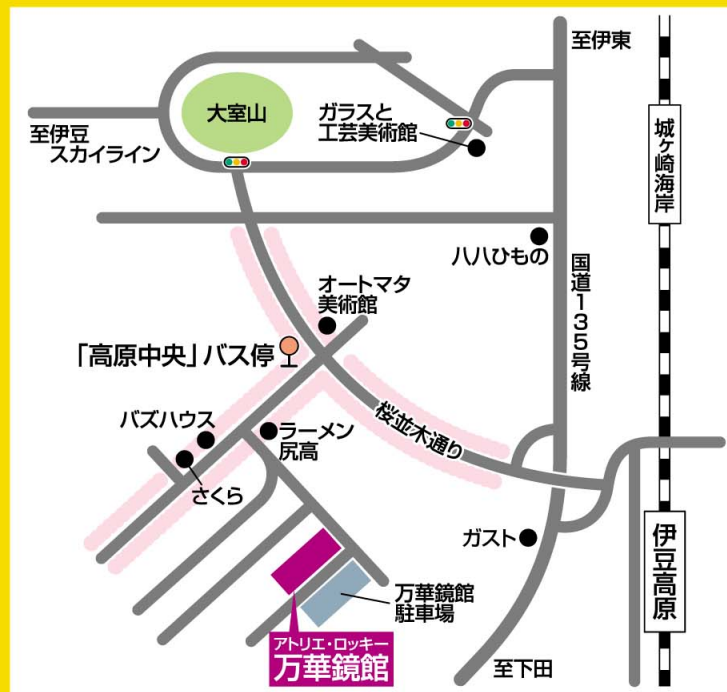 至伊東
大室山
ガラスと
工芸美術館
至伊豆
スカイライン
城ヶ崎海岸
八八ひもの
国道135号線
オートマタ
美術館
「高原中央」バス停
桜並木通り
バズハウス
ラーメン
尻高
さくら
ガスト
伊豆高原
万華鏡館
駐車場
アトリエ・ロッキー
万華鏡館
至下田